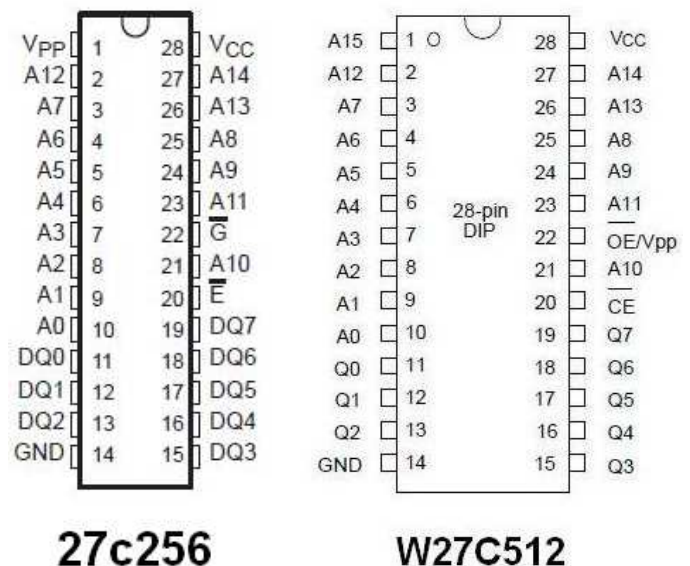 VPP 1 28 VCC
A12 2 27 A14
A7 3 26 A13
A6 4 25 A8
A5 5 24 A9
A4 6 23 A11
A3 7 22 G
A2 8 21 A10
A1 9 20 E
A0 10 19 DQ7
DQ0 11 18 DQ6
DQ1 12 17 DQ5
DQ2 13 16 DQ4
GND 14 15 DQ3
27c256
A15 1 28 VCC
A12 2 27 A14
A7 3 26 A13
A6 4 25 A8
A5 5 24 A9
A4 6 28-pin 23 A11
A3 7 DIP 22 OE/Vpp
A2 8 21 A10
A1 9 20 CE
A0 10 19 Q7
Q0 11 18 Q6
Q1 12 17 Q5
Q2 13 16 Q4
GND 14 15 Q3
W27C512